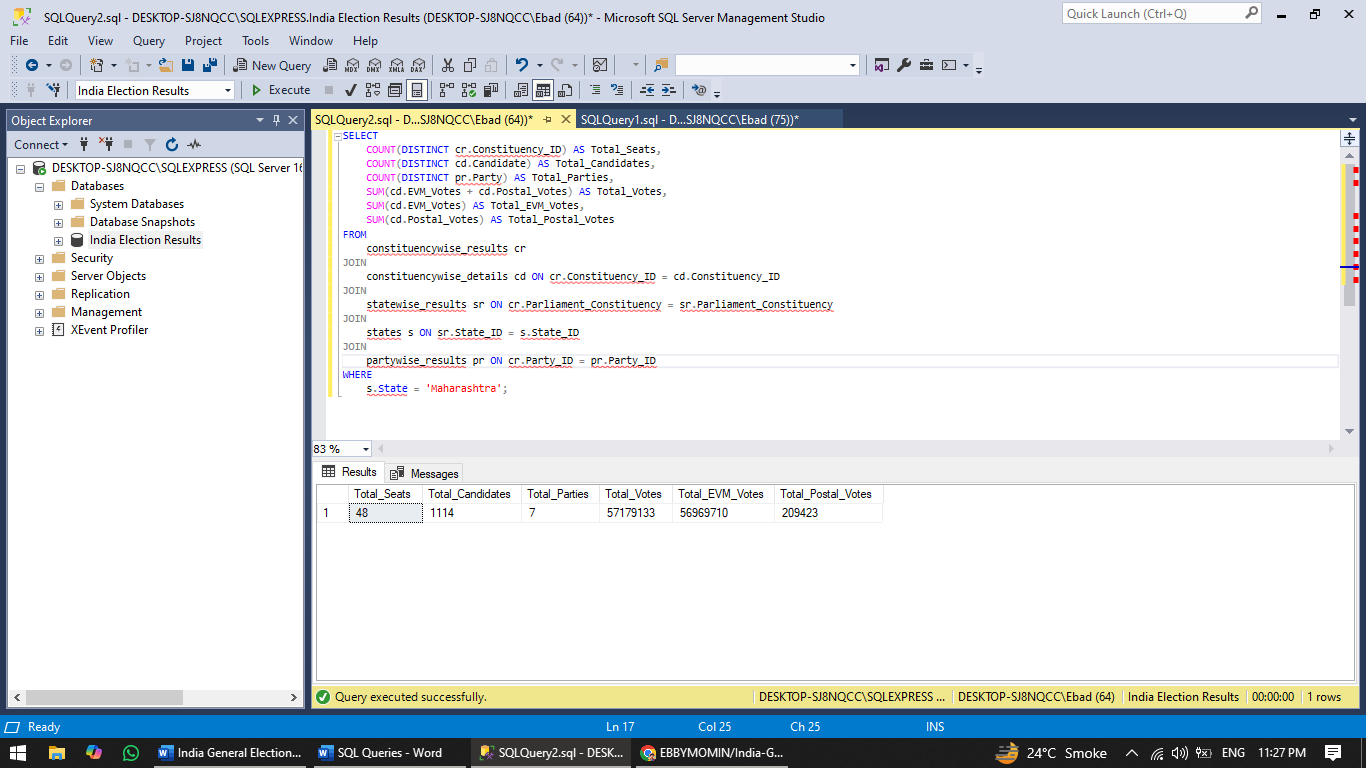 SQLQuery2.sql - DESKTOP-SJ8NQCC\SQLEXPRESS.India Election Results (DESKTOP-SJ8NQCC\Ebad (64))* - Microsoft SQL Server Management Studio
Quick Launch (Ctrl+Q)
File Edit View Query Project Tools Window Help
New Query MDX DMX XMLA DAX
India Election Results Execute
Object Explorer
Connect
DESKTOP-SJ8NQCC\SQLEXPRESS (SQL Server 16
Databases
System Databases
Database Snapshots
India Election Results
Security
Server Objects
Replication
Management
XEvent Profiler
SQLQuery2.sql - D...SJ8NQCC\Ebad (64))* SQLQuery1.sql - D...SJ8NQCC\Ebad (75))*
SELECT
COUNT(DISTINCT cr.Constituency_ID) AS Total_Seats,
COUNT(DISTINCT cd.Candidate) AS Total_Candidates,
COUNT(DISTINCT pr.Party) AS Total_Parties,
SUM(cd.EVM_Votes + cd.Postal_Votes) AS Total_Votes,
SUM(cd.EVM_Votes) AS Total_EVM_Votes,
SUM(cd.Postal_Votes) AS Total_Postal_Votes
FROM
constituencywise_results cr
JOIN
constituencywise_details cd ON cr.Constituency_ID = cd.Constituency_ID
JOIN
statewise_results sr ON cr.Parliament_Constituency = sr.Parliament_Constituency
JOIN
states s ON sr.State_ID = s.State_ID
JOIN
partywise_results pr ON cr.Party_ID = pr.Party_ID
WHERE
s.State = 'Maharashtra';
83 %
Results Messages
Total_Seats Total_Candidates Total_Parties Total_Votes Total_EVM_Votes Total_Postal_Votes
1 48 1114 7 57179133 56969710 209423
Query executed successfully. DESKTOP-SJ8NQCC\SQLEXPRESS ... DESKTOP-SJ8NQCC\Ebad (64) India Election Results 00:00:00 1 rows
Ready Ln 17 Col 25 Ch 25 INS
India General Election... SQL Queries - Word SQLQuery2.sql - DESK... EBBYMOMIN/India-G... 24°C Smoke ENG 11:27 PM